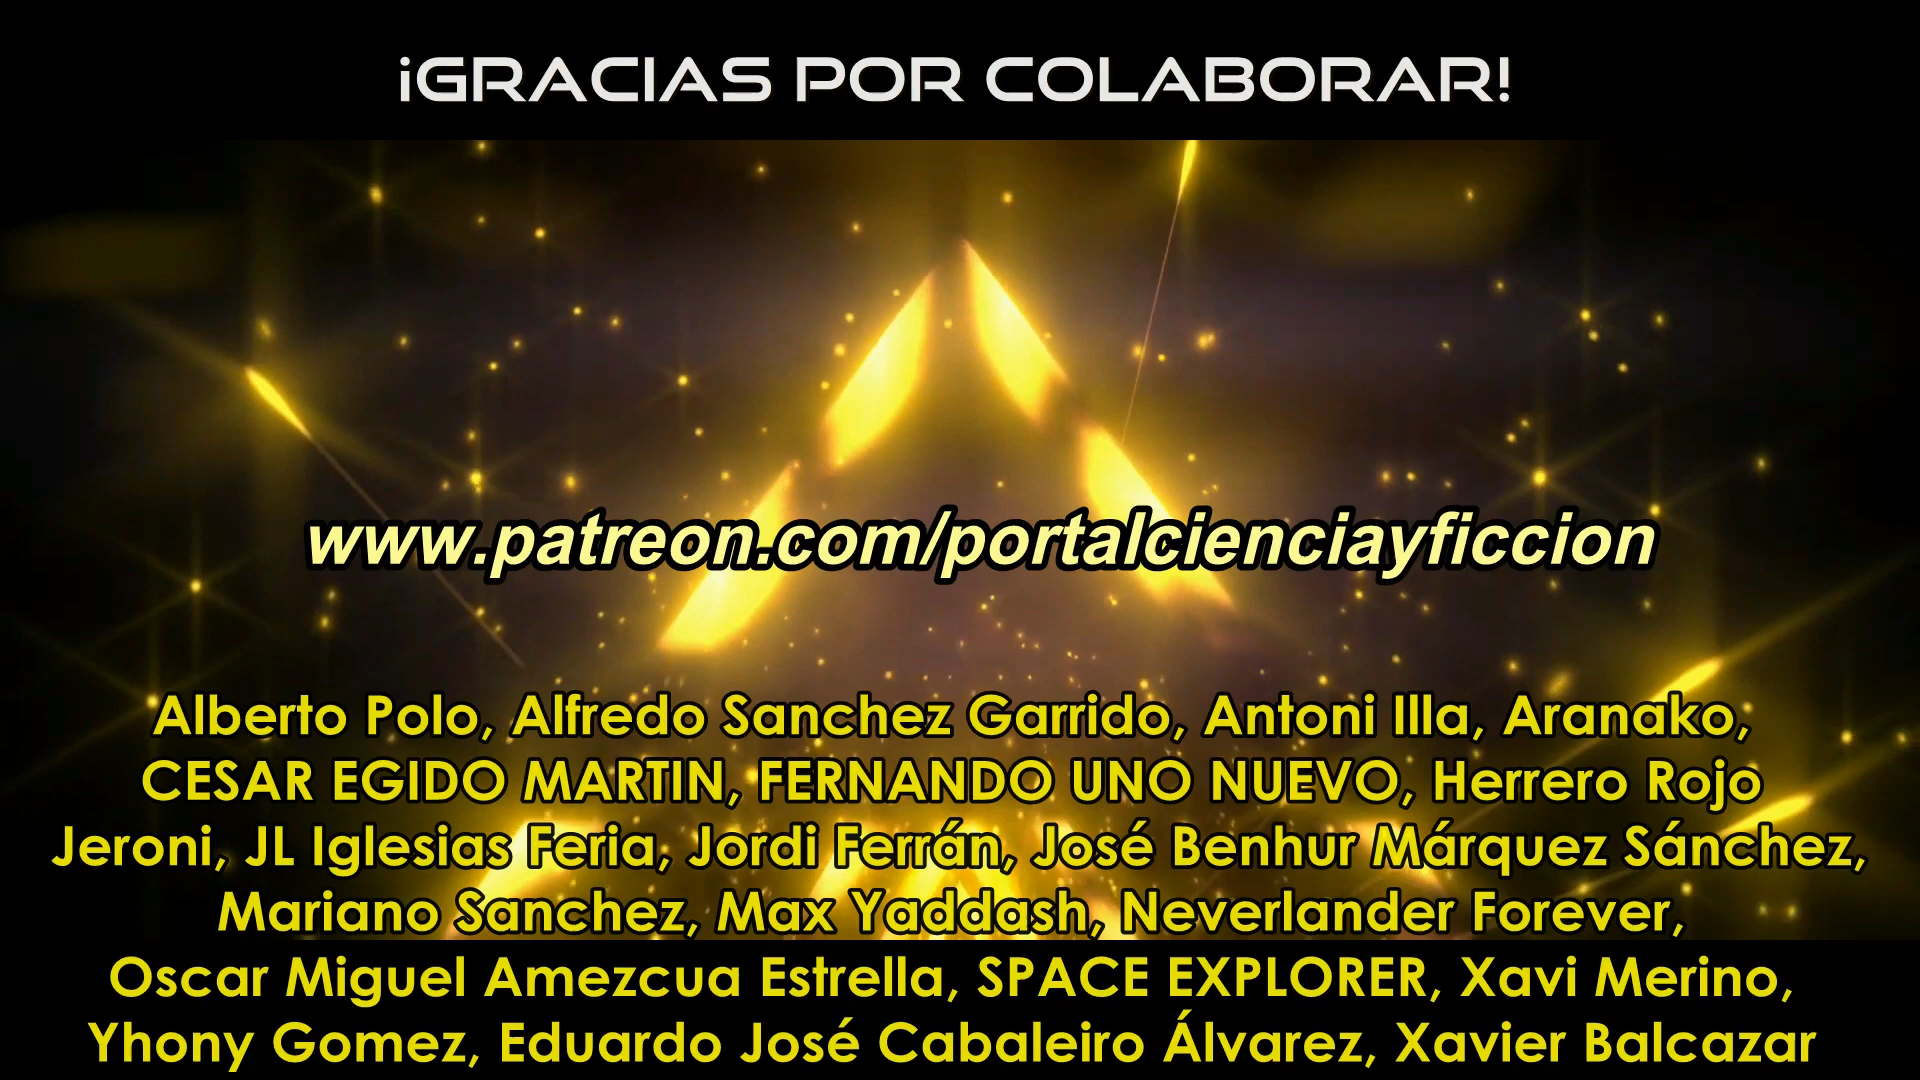 ¡GRACIAS POR COLABORAR!
www.patreon.com/portalcienciayficcion
Alberto Polo, Alfredo Sanchez Garrido, Antoni Illa, Aranako,
CESAR EGIDO MARTIN, FERNANDO UNO NUEVO, Herrero Rojo
Jeroni, JL Iglesias Feria, Jordi Ferrán, José Benhur Márquez Sánchez,
Mariano Sanchez, Max Yaddash, Neverlander Forever,
Oscar Miguel Amezcua Estrella, SPACE EXPLORER, Xavi Merino,
Yhony Gomez, Eduardo José Cabaleiro Álvarez, Xavier Balcazar